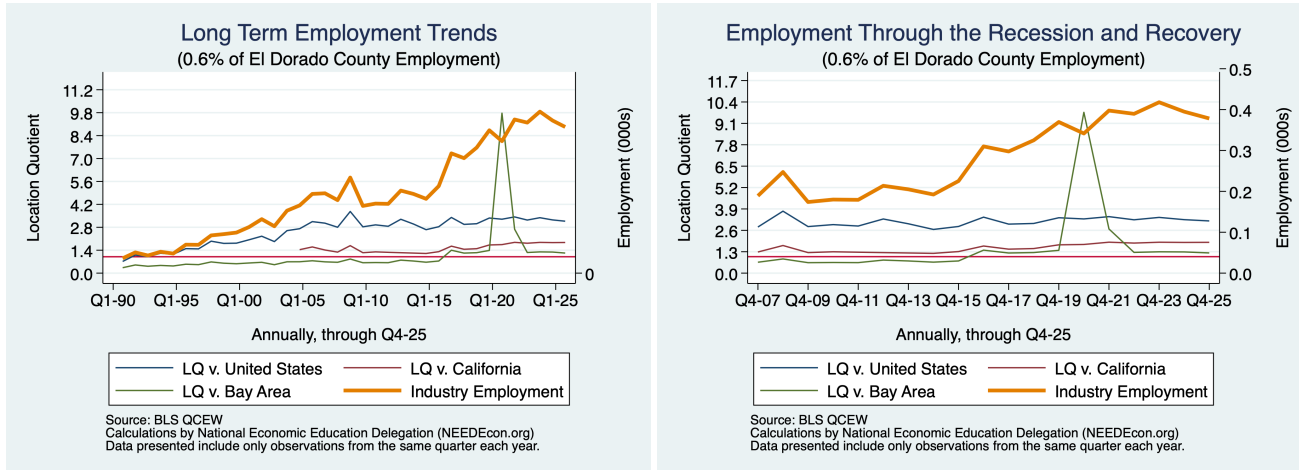 Long Term Employment Trends
(0.6% of El Dorado County Employment)
Location Quotient
11.2
9.8
8.4
7.0
5.6
4.2
2.8
1.4
0.0
Employment (000s)
0
Q1-90 Q1-95 Q1-00 Q1-05 Q1-10 Q1-15 Q1-20 Q1-25
Annually, through Q4-25
LQ v. United States LQ v. California
LQ v. Bay Area Industry Employment
Source: BLS QCEW
Calculations by National Economic Education Delegation (NEEDEcon.org)
Data presented include only observations from the same quarter each year.
Employment Through the Recession and Recovery
(0.6% of El Dorado County Employment)
Location Quotient
11.7
10.4
9.1
7.8
6.5
5.2
3.9
2.6
1.3
0.0
Employment (000s)
0.5
0.4
0.3
0.2
0.1
0.0
Q4-07 Q4-09 Q4-11 Q4-13 Q4-15 Q4-17 Q4-19 Q4-21 Q4-23 Q4-25
Annually, through Q4-25
LQ v. United States LQ v. California
LQ v. Bay Area Industry Employment
Source: BLS QCEW
Calculations by National Economic Education Delegation (NEEDEcon.org)
Data presented include only observations from the same quarter each year.